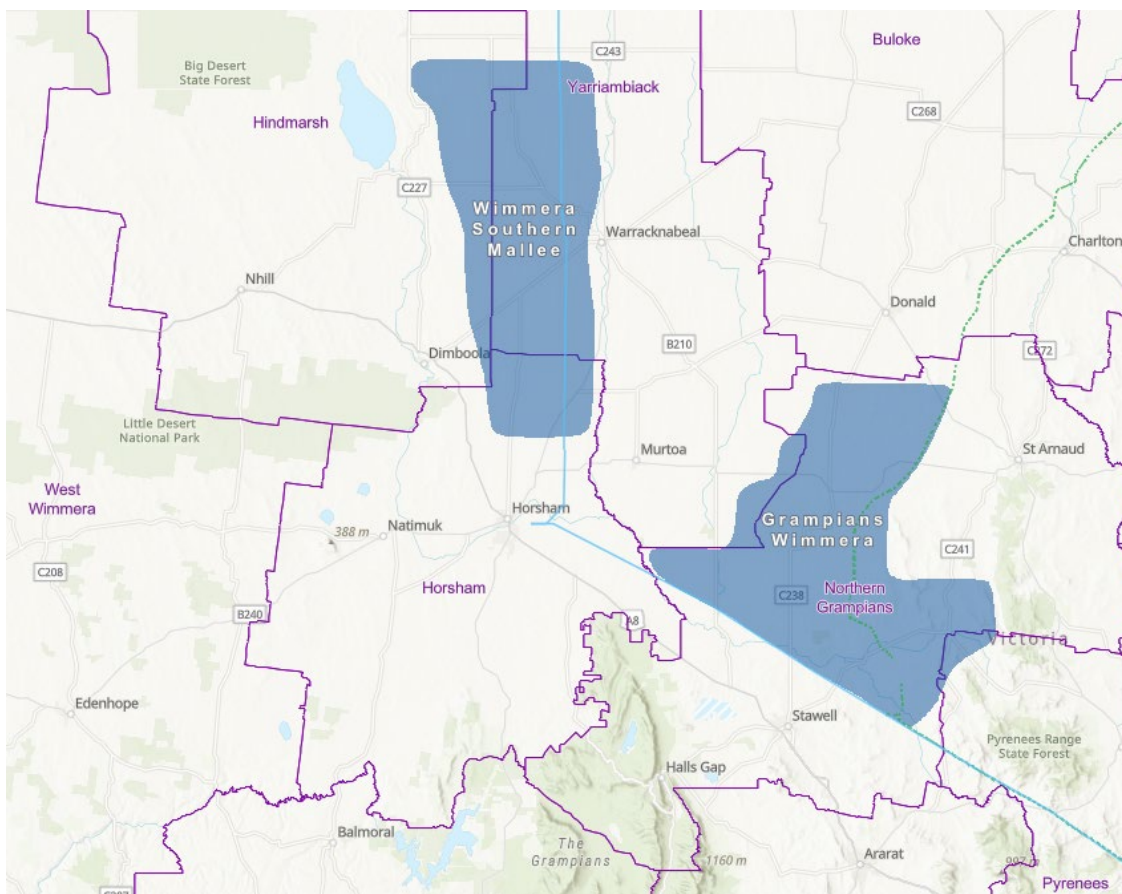 Big Desert
State Forest
C243
Buloke
Yarriambiack
C268
Hindmarsh
C227
Wimmera
Southern
Mallee
Warracknabeal
Charlton
Nhill
Donald
B210
Dimboola
C272
Little Desert
National Park
St Arnaud
Murtoa
West
Wimmera
Horsham
Grampians
Wimmera
388 m
Natimuk
C241
C208
Horsham
C238
Northern
Grampians
B240
A8
Victoria
Edenhope
Stawell
Pyrenees Range
State Forest
Halls Gap
Balmoral
The
Grampians
1160 m
Ararat
Pyrenees